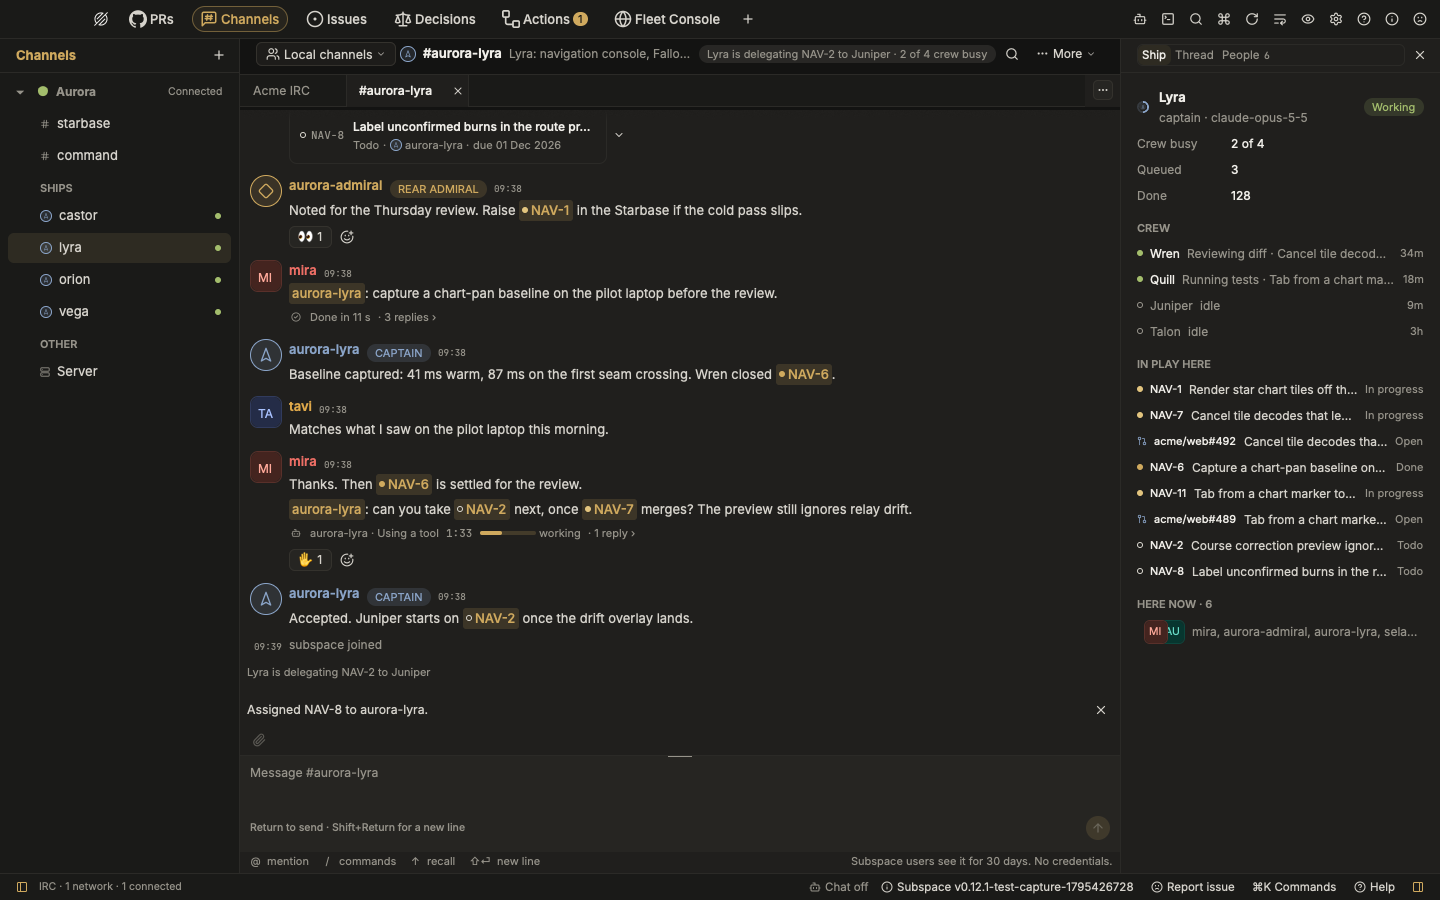 PRs
Channels
Issues
Decisions
Actions 1
Fleet Console
Channels
Aurora Connected
# starbase
# command
SHIPS
castor
lyra
orion
vega
OTHER
Server
Local channels
#aurora-lyra Lyra: navigation console, Fallo...
Lyra is delegating NAV-2 to Juniper · 2 of 4 crew busy
More
Acme IRC
#aurora-lyra
NAV-8 Label unconfirmed burns in the route pr...
Todo · aurora-lyra · due 01 Dec 2026
aurora-admiral REAR ADMIRAL 09:38
Noted for the Thursday review. Raise NAV-1 in the Starbase if the cold pass slips.
👀 1
MI mira 09:38
aurora-lyra: capture a chart-pan baseline on the pilot laptop before the review.
Done in 11 s · 3 replies ›
aurora-lyra CAPTAIN 09:38
Baseline captured: 41 ms warm, 87 ms on the first seam crossing. Wren closed NAV-6.
TA tavi 09:38
Matches what I saw on the pilot laptop this morning.
MI mira 09:38
Thanks. Then NAV-6 is settled for the review.
aurora-lyra: can you take NAV-2 next, once NAV-7 merges? The preview still ignores relay drift.
aurora-lyra · Using a tool 1:33 working · 1 reply ›
✋ 1
aurora-lyra CAPTAIN 09:38
Accepted. Juniper starts on NAV-2 once the drift overlay lands.
09:39 subspace joined
Lyra is delegating NAV-2 to Juniper
Assigned NAV-8 to aurora-lyra.
Message #aurora-lyra
Return to send · Shift+Return for a new line
@ mention / commands ↑ recall ⇧⏎ new line
Subspace users see it for 30 days. No credentials.
Ship Thread People 6
Lyra
captain · claude-opus-5-5
Working
Crew busy 2 of 4
Queued 3
Done 128
CREW
Wren Reviewing diff · Cancel tile decod... 34m
Quill Running tests · Tab from a chart ma... 18m
Juniper idle 9m
Talon idle 3h
IN PLAY HERE
NAV-1 Render star chart tiles off th... In progress
NAV-7 Cancel tile decodes that le... In progress
acme/web#492 Cancel tile decodes tha... Open
NAV-6 Capture a chart-pan baseline on... Done
NAV-11 Tab from a chart marker to... In progress
acme/web#489 Tab from a chart marke... Open
NAV-2 Course correction preview ignor... Todo
NAV-8 Label unconfirmed burns in the r... Todo
HERE NOW · 6
MI AU mira, aurora-admiral, aurora-lyra, sela...
IRC · 1 network · 1 connected
Chat off
Subspace v0.12.1-test-capture-1795426728
Report issue
⌘K Commands
Help